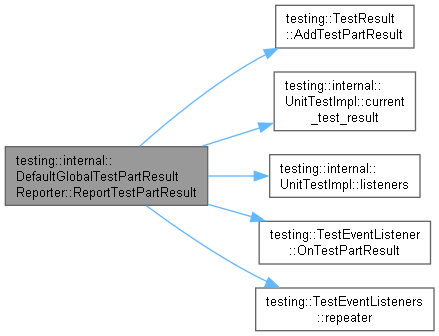 testing::internal::
DefaultGlobalTestPartResult
Reporter::ReportTestPartResult
testing::TestResult
::AddTestPartResult
testing::internal::
UnitTestImpl::current
_test_result
testing::internal::
UnitTestImpl::listeners
testing::TestEventListener
::OnTestPartResult
testing::TestEventListeners
::repeater